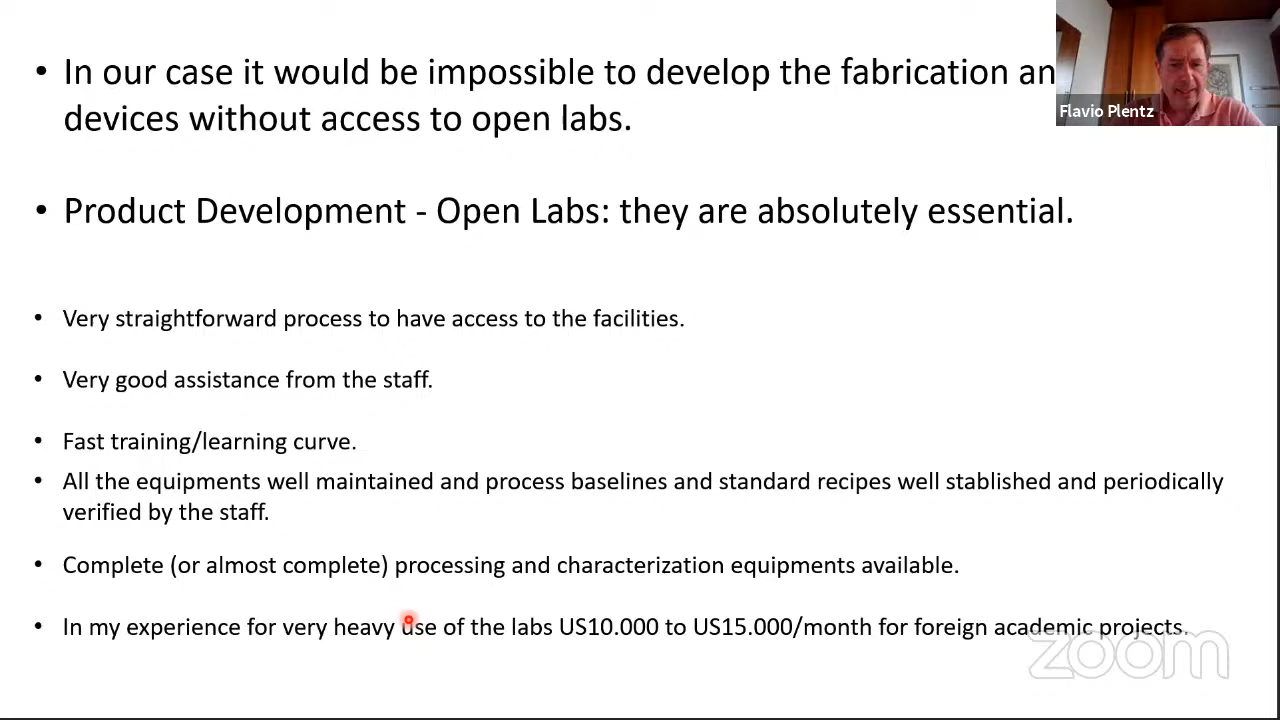 • In our case it would be impossible to develop the fabrication an
devices without access to open labs.
Flavio Plentz
• Product Development - Open Labs: they are absolutely essential.
• Very straightforward process to have access to the facilities.
• Very good assistance from the staff.
• Fast training/learning curve.
• All the equipments well maintained and process baselines and standard recipes well stablished and periodically
verified by the staff.
• Complete (or almost complete) processing and characterization equipments available.
• In my experience for very heavy use of the labs US10.000 to US15.000/month for foreign academic projects.
zoom